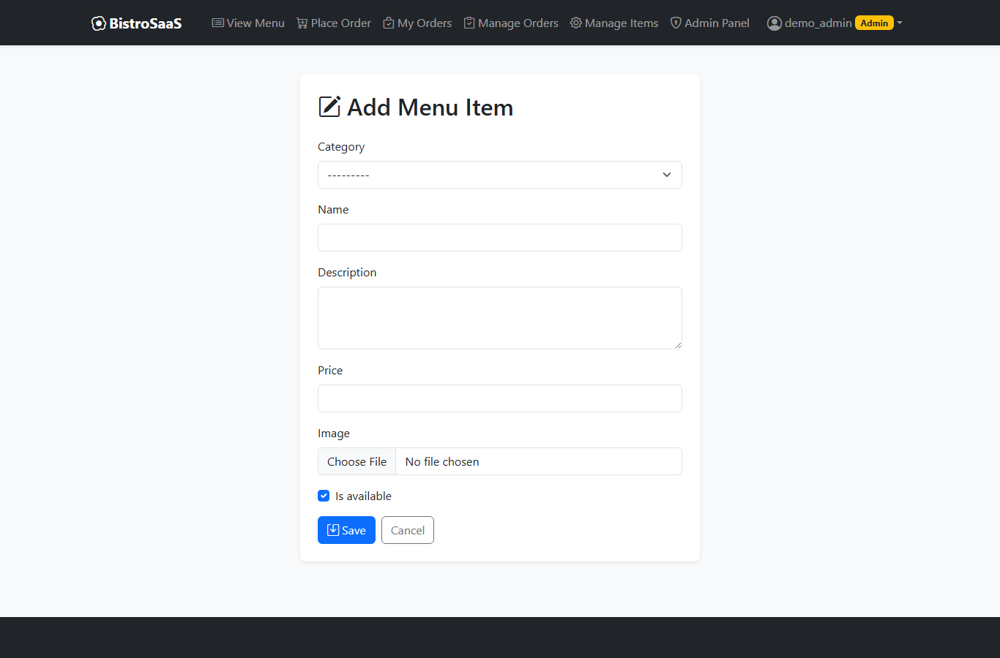 BistroSaaS View Menu Place Order My Orders Manage Orders Manage Items Admin Panel demo_admin Admin
Add Menu Item
Category
---------
Name
Description
Price
Image
Choose File No file chosen
Is available
Save Cancel